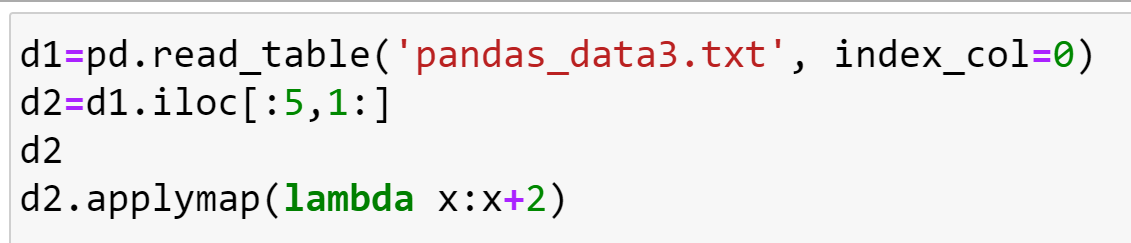 d1=pd.read_table('pandas_data3.txt', index_col=0)
d2=d1.iloc[:5,1:]
d2
d2.applymap(lambda x:x+2)